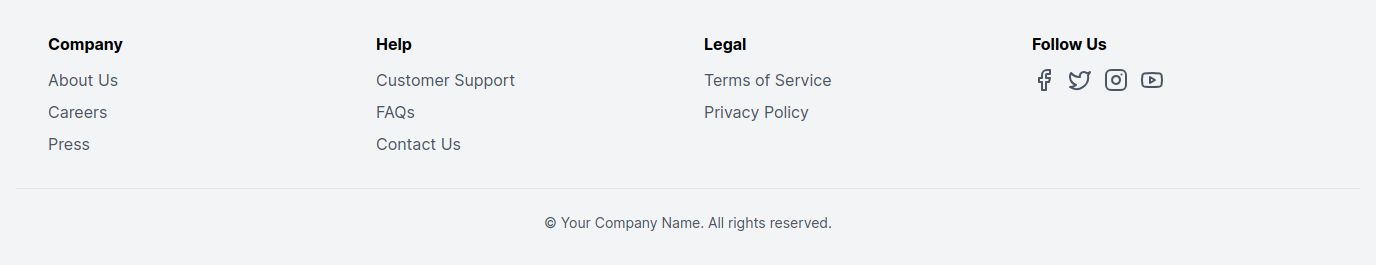 Company
About Us
Careers
Press
Help
Customer Support
FAQs
Contact Us
Legal
Terms of Service
Privacy Policy
Follow Us
© Your Company Name. All rights reserved.